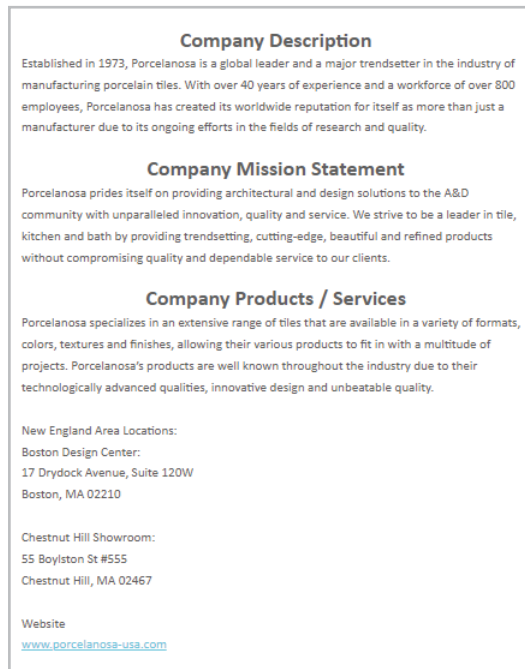 Company Description
Established in 1973, Porcelanosa is a global leader and a major trendsetter in the industry of
manufacturing porcelain tiles. With over 40 years of experience and a workforce of over 800
employees, Porcelanosa has created its worldwide reputation for itself as more than just a
manufacturer due to its ongoing efforts in the fields of research and quality.
Company Mission Statement
Porcelanosa prides itself on providing architectural and design solutions to the A&D
community with unparalleled innovation, quality and service. We strive to be a leader in tile,
kitchen and bath by providing trendsetting, cutting-edge, beautiful and refined products
without compromising quality and dependable service to our clients.
Company Products / Services
Porcelanosa specializes in an extensive range of tiles that are available in a variety of formats,
colors, textures and finishes, allowing their various products to fit in with a multitude of
projects. Porcelanosa's products are well known throughout the industry due to their
technologically advanced qualities, innovative design and unbeatable quality.
New England Area Locations:
Boston Design Center:
17 Drydock Avenue, Suite 120W
Boston, MA 02210
Chestnut Hill Showroom:
55 Boylston St #555
Chestnut Hill, MA 02467
Website
www.porcelanosa-usa.com